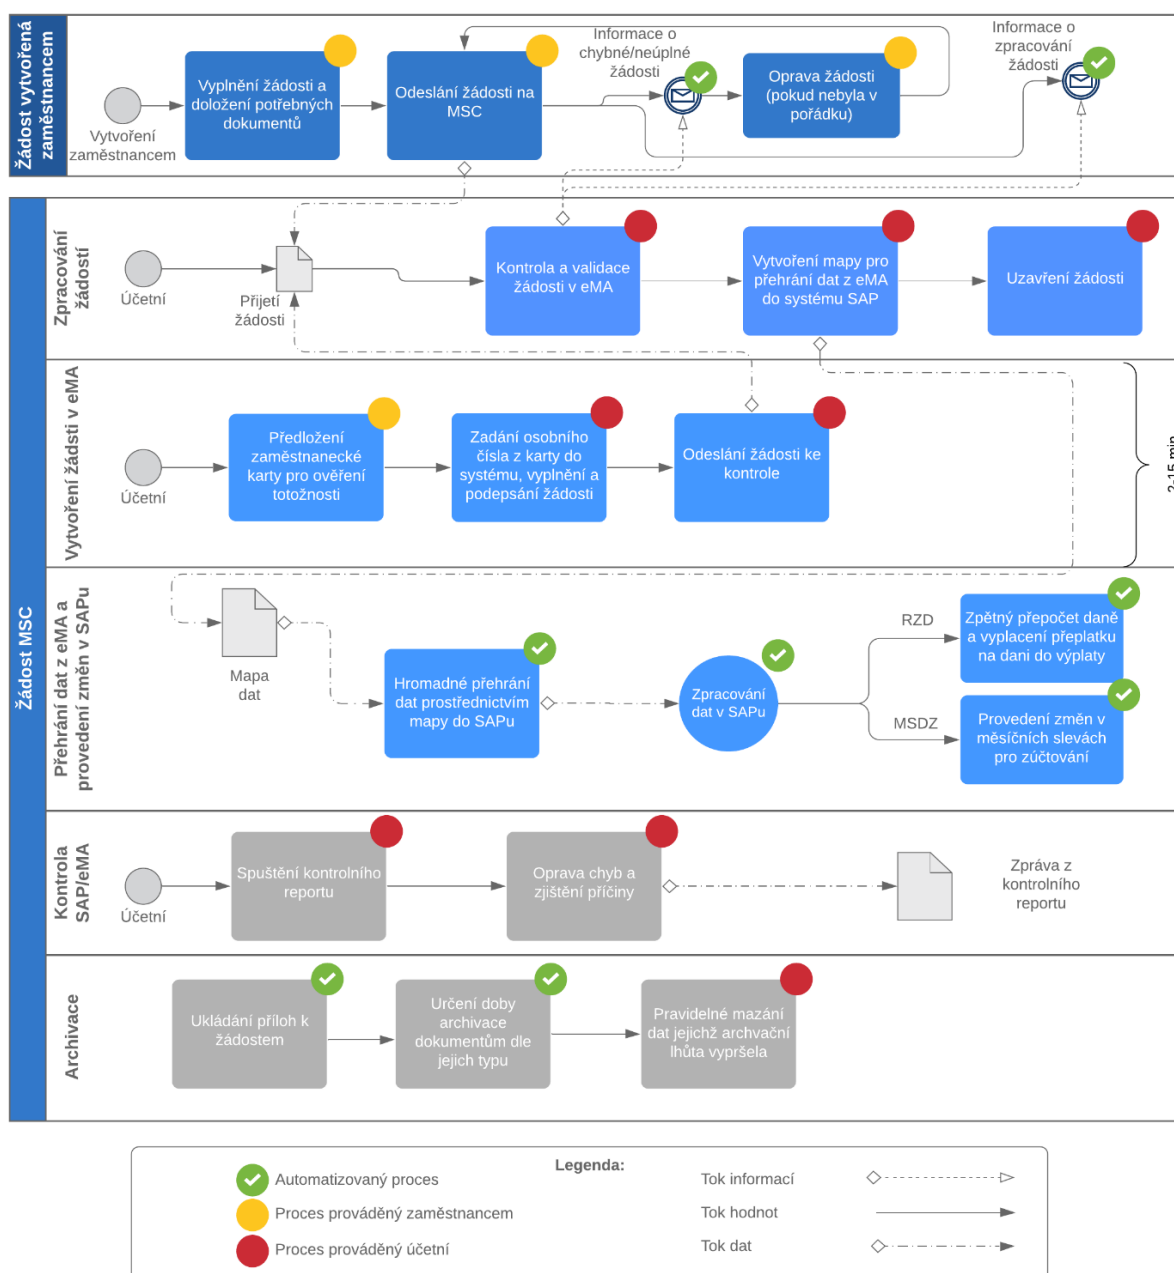 Žádost vytvořená
zaměstnancem
Vytvoření
zaměstnancem
Vyplnění žádosti a
doložení potřebných
dokumentů
Odeslání žádosti na
MSC
Informace o
chybné/neúplné
žádosti
Oprava žádosti
(pokud nebyla v
pořádku)
Informace o
zpracování
žádosti
Žádost MSC
Zpracování
žádostí
Účetní
Přijetí
žádosti
Kontrola a validace
žádosti v eMA
Vytvoření mapy pro
přehrání dat z eMA
do systému SAP
Uzavření žádosti
Vytvoření žádsti v eMA
Účetní
Předložení
zaměstnanecké
karty pro ověření
totožnosti
Zadání osobního
čísla z karty do
systému, vyplnění a
podepsání žádosti
Odeslání žádosti ke
kontrole
2-15 min
Přehrání dat z eMA a
provedení změn v SAPu
Mapa
dat
Hromadné přehrání
dat prostřednictvím
mapy do SAPu
Zpracování
dat v SAPu
RZD
Zpětný přepočet daně
a vyplacení přeplatku
na dani do výplaty
MSDZ
Provedení změn v
měsíčních slevách
pro zúčtování
Kontrola
SAP/eMA
Účetní
Spuštění kontrolního
reportu
Oprava chyb a
zjištění příčiny
Zpráva z
kontrolního
reportu
Archivace
Ukládání příloh k
žádostem
Určení doby
archivace
dokumentům dle
jejich typu
Pravidelné mazání
dat jejichž archvační
lhůta vypršela
Legenda:
Automatizovaný proces
Proces prováděný zaměstnancem
Proces prováděný účetní
Tok informací
Tok hodnot
Tok dat